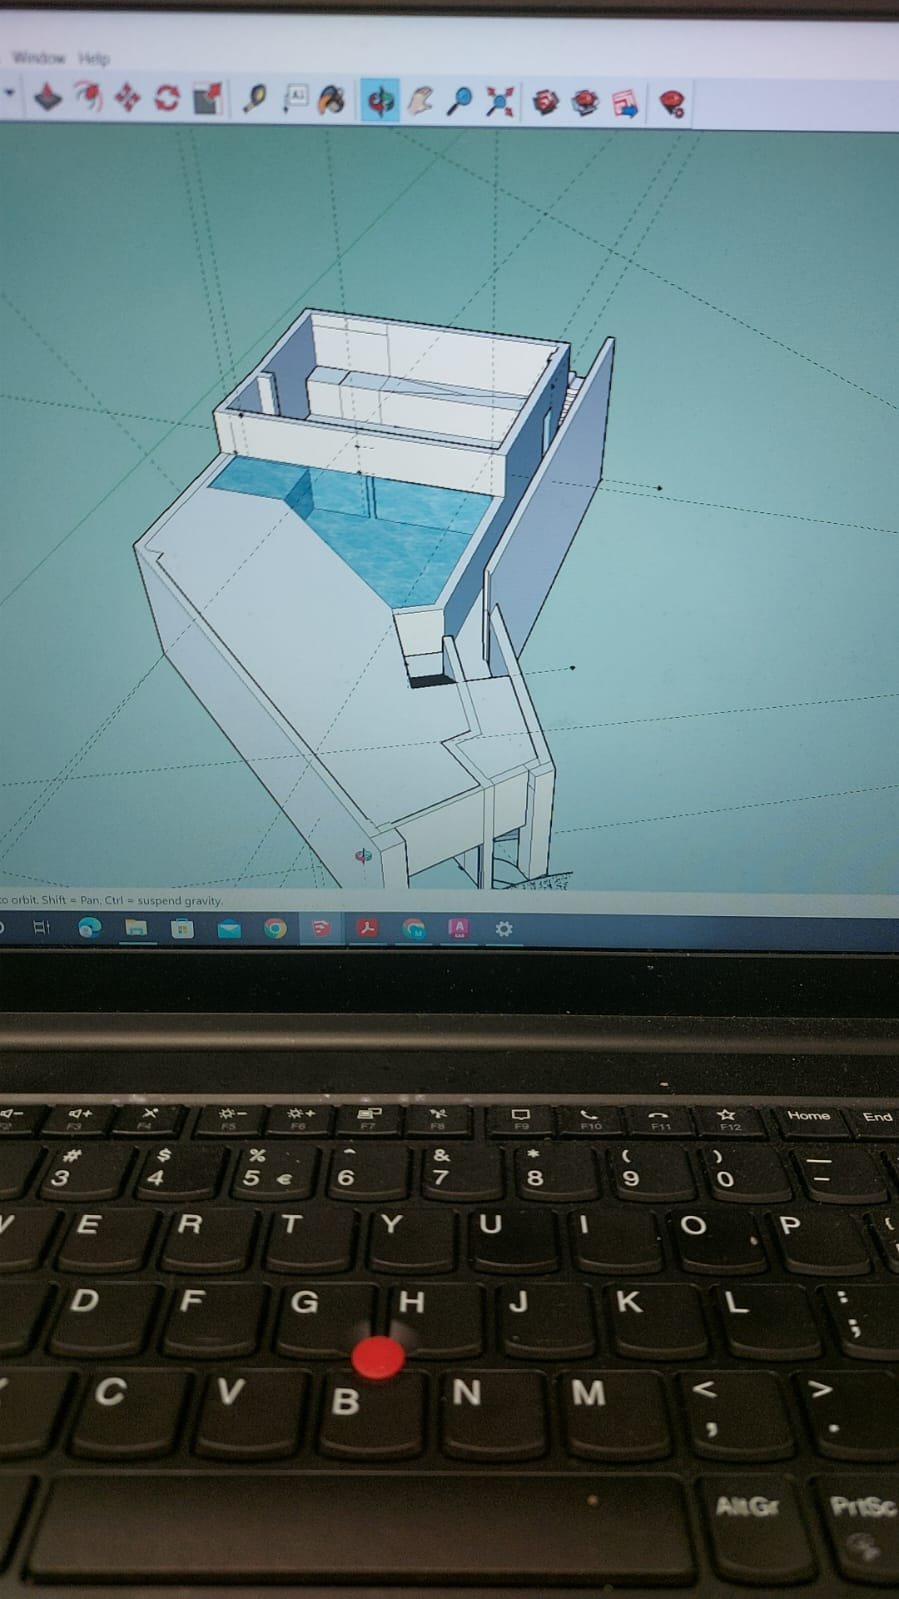 Window Help
A1
to orbit. Shift = Pan, Ctrl = suspend gravity.
F3 F4 F5 F6 F7 F8 F9 F10 F11 F12 Home End
# $ % ^ & * ( ) —
3 4 5 € 6 7 8 9 0 -
E R T Y U I O P
D F G H J K L :
;
C V B N M < >
, .
AltGr PrtSc